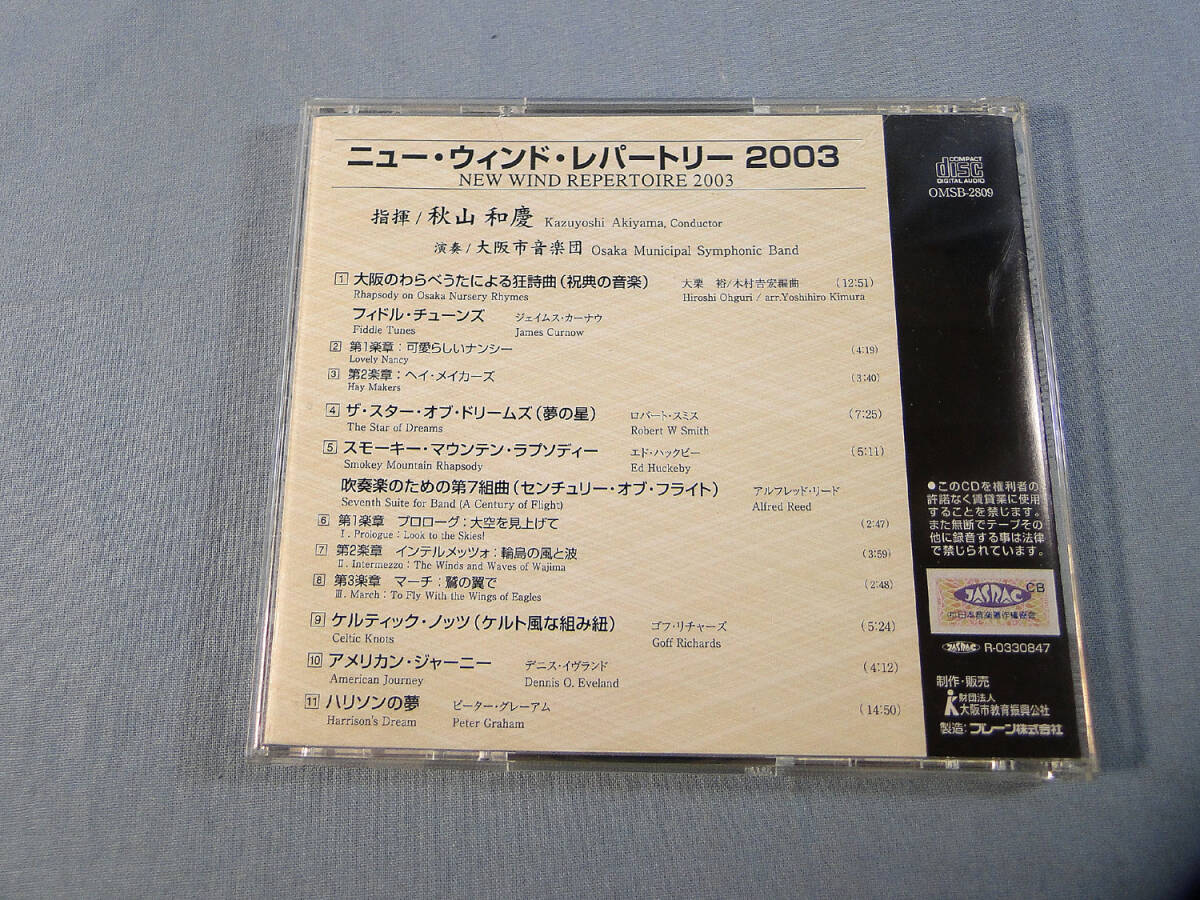 ニュー・ウィンド・レパートリー 2003
NEW WIND REPERTOIRE 2003
指揮/秋山 和慶 Kazuyoshi Akiyama, Conductor
演奏/大阪市音楽団 Osaka Municipal Symphonic Band
1 大阪のわらべうたによる狂詩曲(祝典の音楽) 大栗 裕/木村吉宏編曲 (12:51)
Rhapsody on Osaka Nursery Rhymes Hiroshi Ohguri / arr.Yoshihiro Kimura
フィドル・チューンズ ジェイムス・カーナウ
Fiddie Tunes James Curnow
2 第1楽章:可愛らしいナンシー (4:19)
Lovely Nancy
3 第2楽章:ヘイ・メイカーズ (3:40)
Hay Makers
4 ザ・スター・オブ・ドリームズ(夢の星) ロバート・スミス (7:25)
The Star of Dreams Robert W Smith
5 スモーキー・マウンテン・ラプソディー エド・ハックビー (5:11)
Smokey Mountain Rhapsody Ed Huckeby
吹奏楽のための第7組曲(センチュリー・オブ・フライト) アルフレッド・リード
Seventh Suite for Band (A Century of Flight) Alfred Reed
6 第1楽章 プロローグ:大空を見上げて (2:47)
I. Prologue : Look to the Skies!
7 第2楽章 インテルメッツォ:輪島の風と波 (3:59)
II. Intermezzo : The Winds and Waves of Wajima
8 第3楽章 マーチ:鷲の翼で (2:48)
III. March : To Fly With the Wings of Eagles
9 ケルティック・ノッツ(ケルト風な組み紐) ゴフ・リチャーズ (5:24)
Celtic Knots Goff Richards
10 アメリカン・ジャーニー デニス・イヴランド (4:12)
American Journey Dennis O. Eveland
11 ハリソンの夢 ピーター・グレーアム (14:50)
Harrison's Dream Peter Graham
COMPACT
disc
DIGITAL AUDIO
OMSB-2809
●このCDを権利者の
許諾なく賃貸業に使用
することを禁じます。
また無断でテープその
他に録音する事は法律
で禁じられています。
JASRAC CB
㈳日本音楽著作権協会
JASRAC R-0330847
制作・販売
財団法人
大阪市教育振興公社
製造:ブレーン株式会社